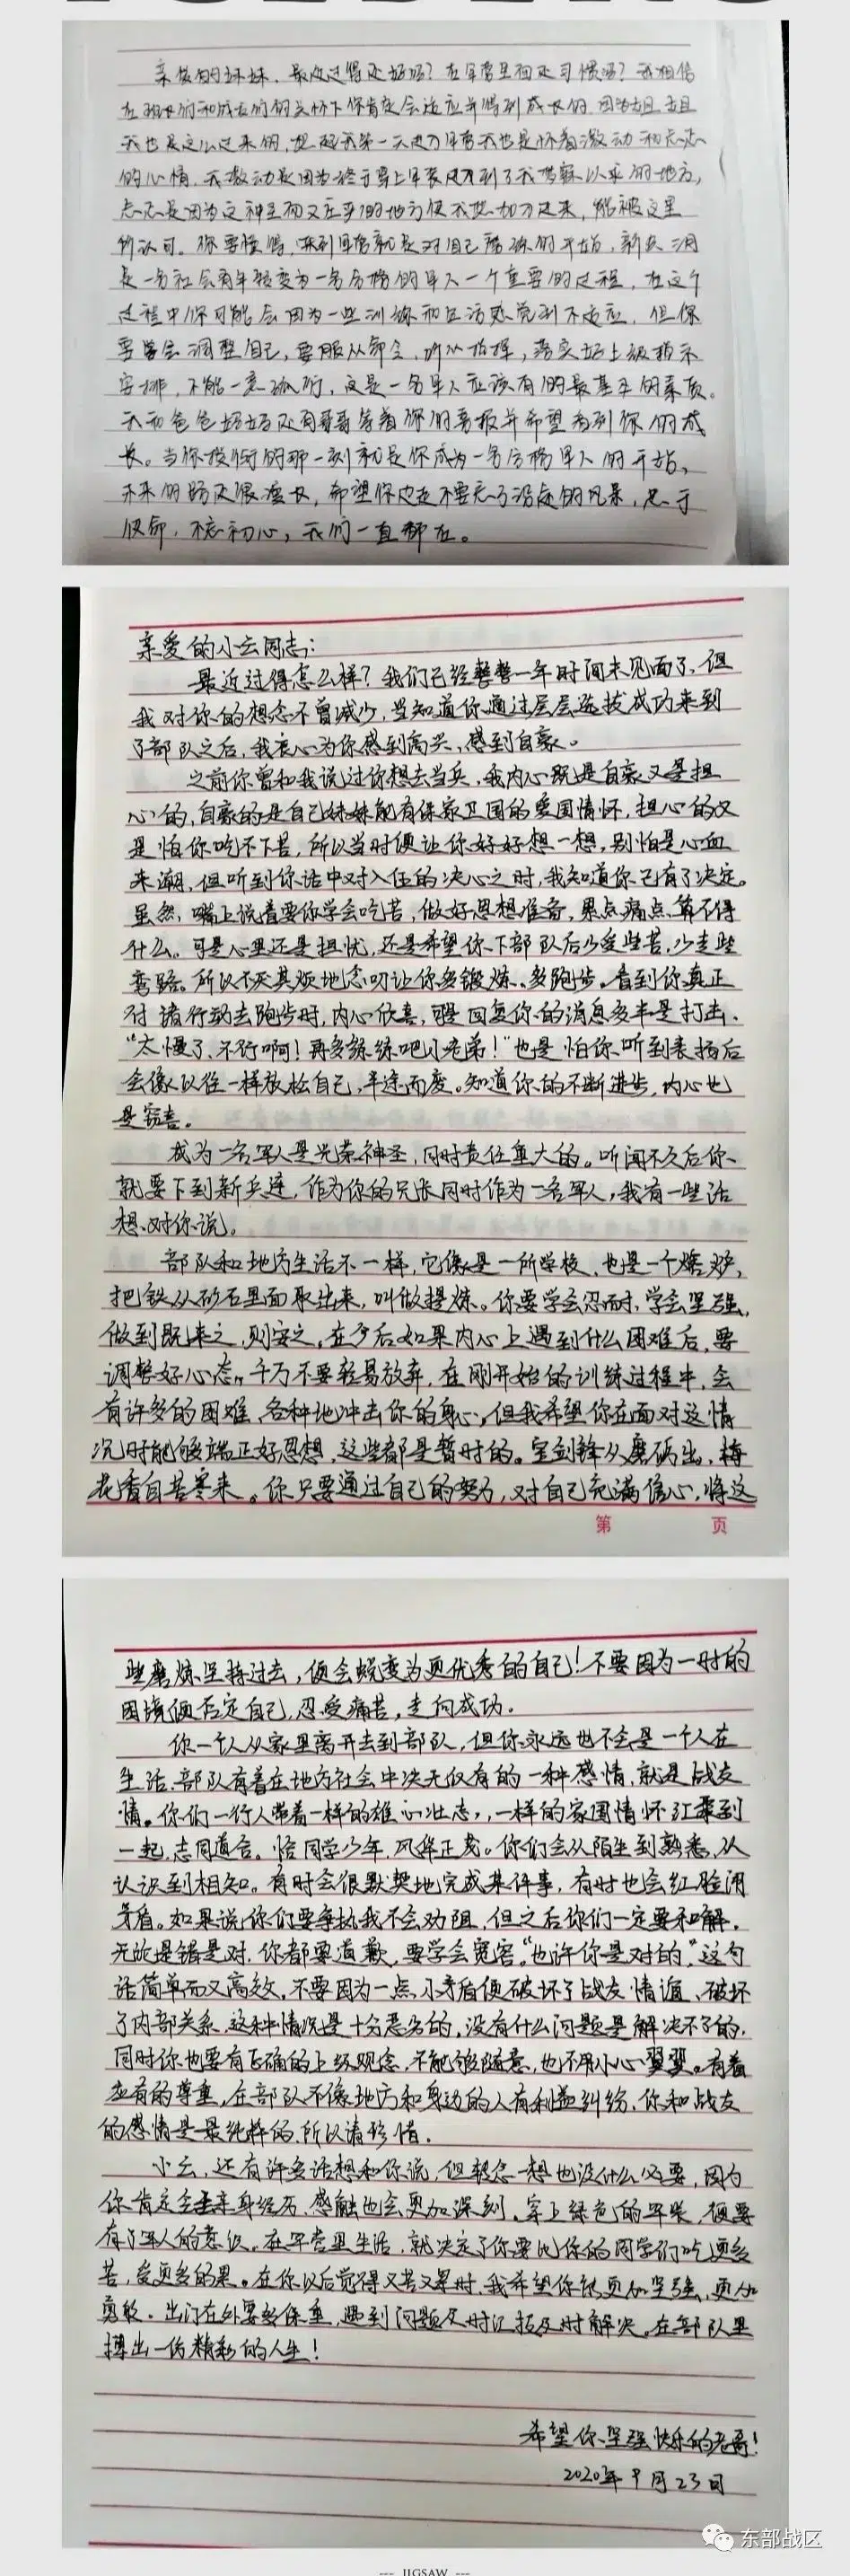 亲爱的妹妹，最近过得还好吗？在军营里面还习惯吗？我相信
在班长们和战友们的关怀下你肯定会适应并得到成长的，因为姐姐
我也是这么过来的，想起我第一天进入军营我也是怀着激动和忐忑
的心情，我激动是因为终于穿上军装来到了我梦寐以求的地方，
忐忑是因为这神圣而又庄严的地方使我想加入进来，能被这里
所认可。你要懂得，来到军营就是对自己磨练的开始，新兵洞
是一名社会青年转变为一名合格的军人一个重要的过程，在这个
过程中你可能会因为一些训练和生活感觉到不适应，但你
要学会调整自己，要服从命令，听从指挥，落实好上级指示
安排，不能一意孤行，这是一名军人应该有的最基本的素质。
我和爸爸妈妈还有哥哥等着你的喜报并希望看到你的成
长。当你授衔的那一刻就是你成为一名合格军人的开始，
未来的路还很漫长，希望你边走不要忘了沿途的风景，忠于
使命，不忘初心，我们一直都在。
亲爱的小云同志：
最近过得怎么样？我们已经整整一年时间未见面了，但
我对你的想念不曾减少，当知道你通过层层选拔成功来到
了部队之后，我衷心为你感到高兴、感到自豪。
之前你曾和我说过你想去当兵，我内心既是自豪又是担
心的，自豪的是自己妹妹能有保家卫国的爱国情怀，担心的又
是怕你吃不下苦，所以当时便让你好好想一想，别怕是心血
来潮，但听到你话中对入伍的决心之时，我知道你已有了决定。
虽然，嘴上说着要你学会吃苦，做好思想准备，累点痛点算不得
什么。可是心里还是担忧，还是希望你下部队后少受些苦，少走些
弯路。所以不厌其烦地念叨让你多锻炼、多跑步。看到你真正
付诸行动去跑步时，内心欣喜，可是回复你的消息多半是打击，
“太慢了，不行啊！再多练练吧小老弟！”也是怕你听到表扬后
会像以往一样放松自己，半途而废。知道你的不断进步，内心也
是窃喜。
成为一名军人是光荣神圣，同时责任重大的。听闻不久后你
就要下到新兵连，作为你的兄长同时作为一名军人，我有一些话
想对你说。
部队和地方生活不一样，它像是一所学校，也是一个熔炉，
把铁从砂石里面取出来，叫做提炼。你要学会忍耐，学会坚强，
做到既来之，则安之。在今后如果内心上遇到什么困难后，要
调整好心态，千万不要轻易放弃，在刚开始的训练过程中，会
有许多的困难，各种地冲击你的身心，但我希望你在面对这情
况时能够端正好思想，这些都是暂时的。宝剑锋从磨砺出，梅
花香自苦寒来。你只要通过自己的努力，对自己充满信心，将这
第 页
些磨炼坚持过去，便会蜕变为更优秀的自己！不要因为一时的
困境便否定自己，忍受痛苦，走向成功。
你一个人从家里离开去到部队，但你永远也不会是一个人在
生活，部队有着在地方社会中决无仅有的一种感情，就是战友
情。你们一行人带着一样的雄心壮志，一样的家国情怀汇聚到
一起，志同道合。恰同学少年，风华正茂。你们会从陌生到熟悉，从
认识到相知。有时会很默契地完成某件事，有时也会红脸闹
矛盾。如果说你们要争执我不会劝阻，但之后你们一定要和解，
无论是错是对，你都要道歉，要学会宽容，“也许你是对的”这句
话简单而又高效，不要因为一点小矛盾便破坏了战友情谊、破坏
了内部关系，这种情况是十分恶劣的，没有什么问题是解决不了的，
同时你也要有正确的上级观念，不能够随意，也不用小心翼翼。有着
应有的尊重，在部队不像地方和身边的人有利益纠纷，你和战友
的感情是最纯粹的，所以请珍惜。
小云，还有许多话想和你说，但转念一想也没什么必要，因为
你肯定会亲身经历，感触也会更加深刻。穿上绿色的军装，便要
有了军人的意识。在军营里生活，就决定了你要比你的同学们吃更多
苦，受更多的累。在你以后觉得又苦又累时，我希望你能更加坚强，更加
勇敢。出门在外要多保重，遇到问题及时汇报及时解决。在部队里
搏出一份精彩的人生！
希望你坚强快乐的老哥！
2020年9月23日
东部战区
--- JIGSAW ---